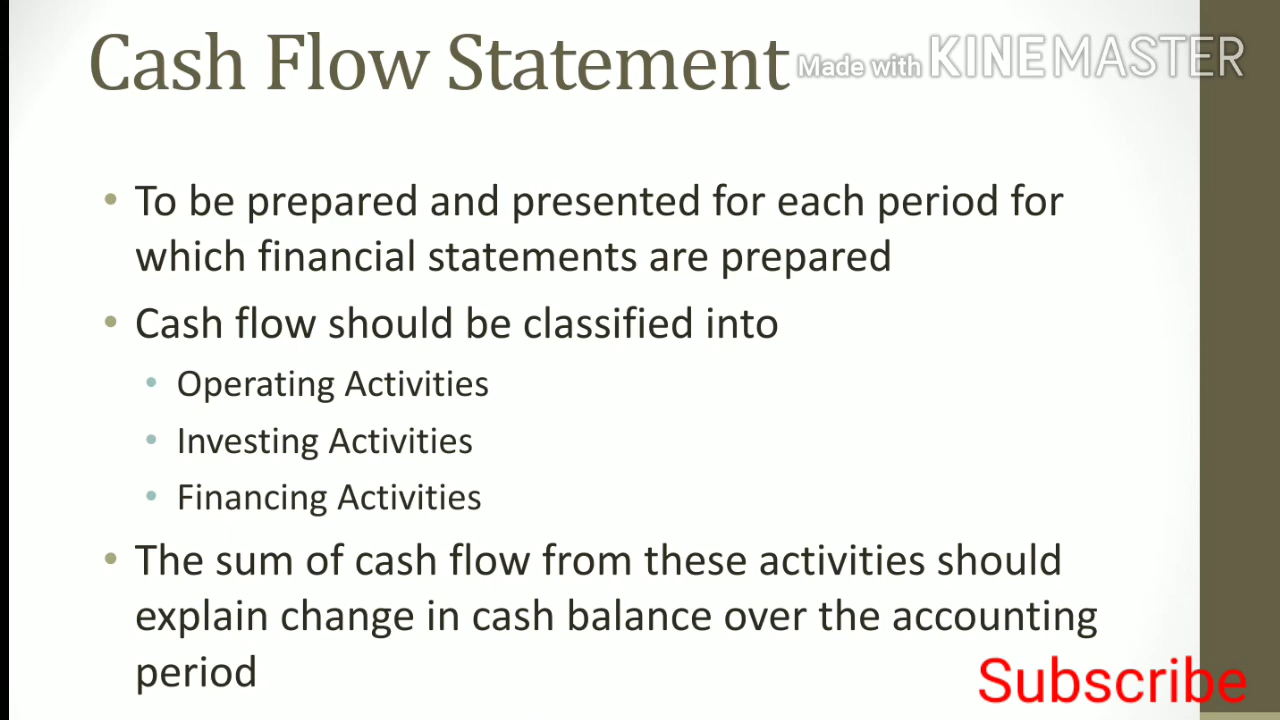 Cash Flow Statement
Made with KINEMASTER
• To be prepared and presented for each period for
which financial statements are prepared
• Cash flow should be classified into
• Operating Activities
• Investing Activities
• Financing Activities
• The sum of cash flow from these activities should
explain change in cash balance over the accounting
period
Subscribe